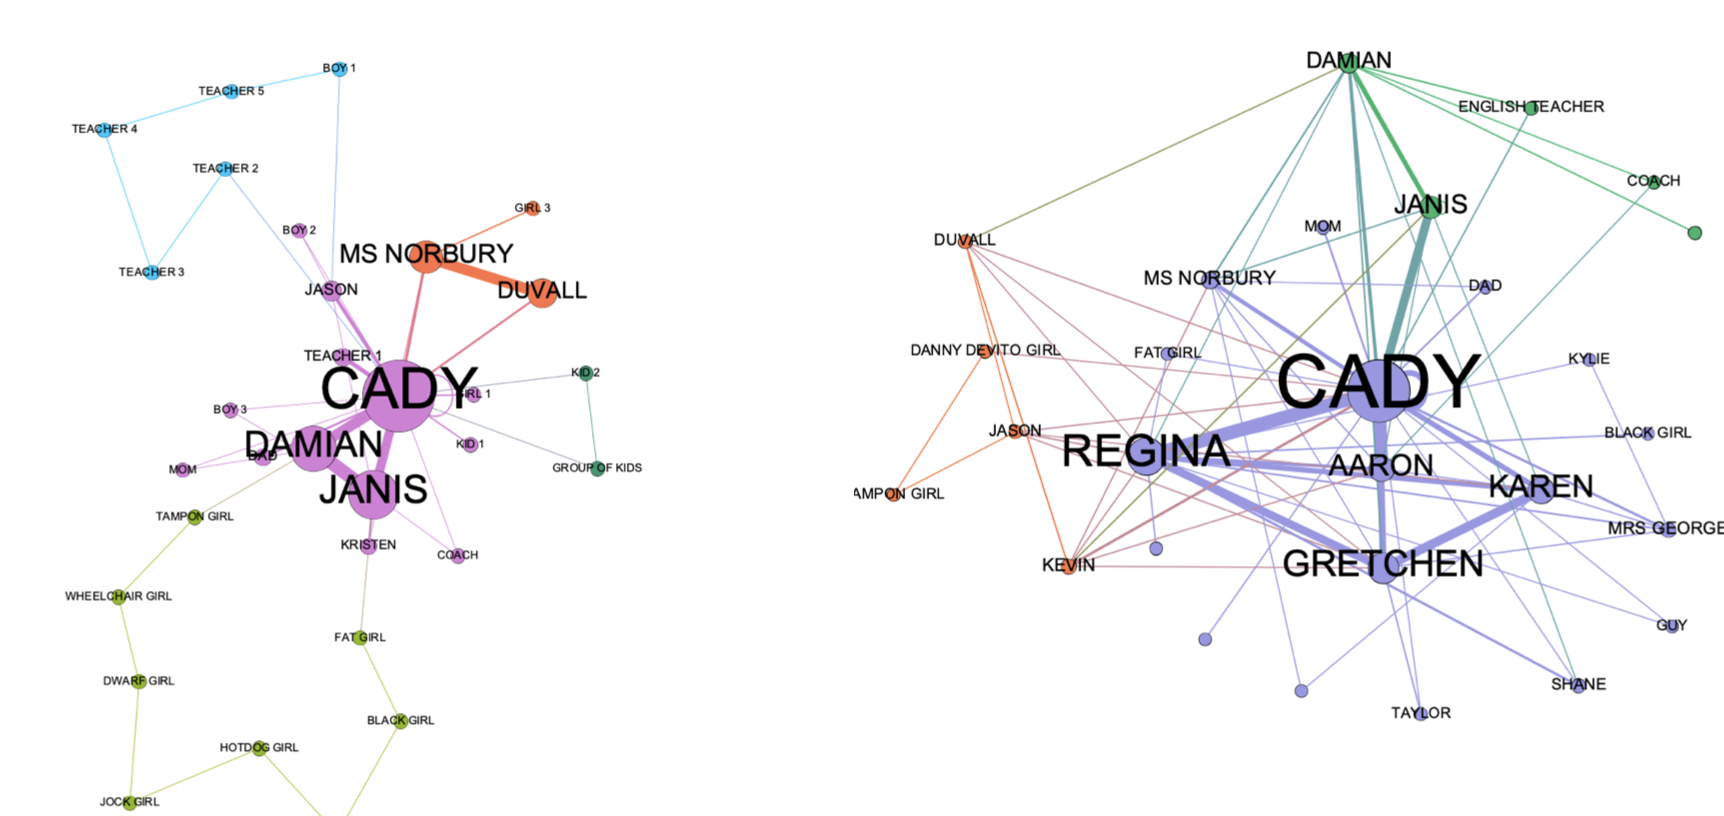 BOY 1
TEACHER 5
TEACHER 4
TEACHER 2
GIRL 3
BOY 2
MS NORBURY
TEACHER 3
JASON
DUVALL
TEACHER 1
CADY
KID 2
GIRL 1
BOY 3
DAMIAN
KID 1
DAD
MOM
GROUP OF KIDS
JANIS
TAMPON GIRL
KRISTEN
COACH
WHEELCHAIR GIRL
FAT GIRL
DWARF GIRL
BLACK GIRL
HOTDOG GIRL
JOCK GIRL
DAMIAN
ENGLISH TEACHER
COACH
JANIS
MOM
DUVALL
MS NORBURY
DAD
DANNY DEVITO GIRL
FAT GIRL
KYLIE
CADY
JASON
BLACK GIRL
REGINA
AARON
KAREN
AMPON GIRL
MRS GEORGE
KEVIN
GRETCHEN
GUY
SHANE
TAYLOR